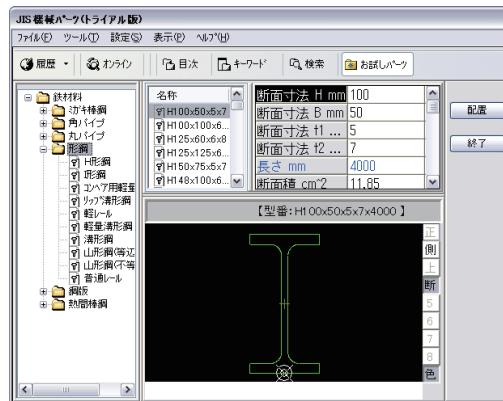 JIS機械パーツ(トライアル版)
ファイル(F) ツール(T) 設定(S) 表示(P) ヘルプ(H)
履歴 オンライン 目次 キーワード 検索 お試しパーツ
鉄材料
ミガキ棒鋼
角パイプ
丸パイプ
形鋼
H形鋼
I形鋼
コンベア用軽量
リップ溝形鋼
軽レール
軽量溝形鋼
溝形鋼
山形鋼(等辺
山形鋼(不等
普通レール
鋼版
熱間棒鋼
名称
H100x50x5x7
H100x100x6...
H125x60x6x8
H125x125x6...
H150x75x5x7
H148x100x6...
断面寸法 H mm 100
断面寸法 B mm 50
断面寸法 t1 ... 5
断面寸法 t2 ... 7
長さ mm 4000
断面積 cm^2 11.85
配置
終了
【型番:H100x50x5x7x4000 】
正
側
上
断
5
6
7
8
色